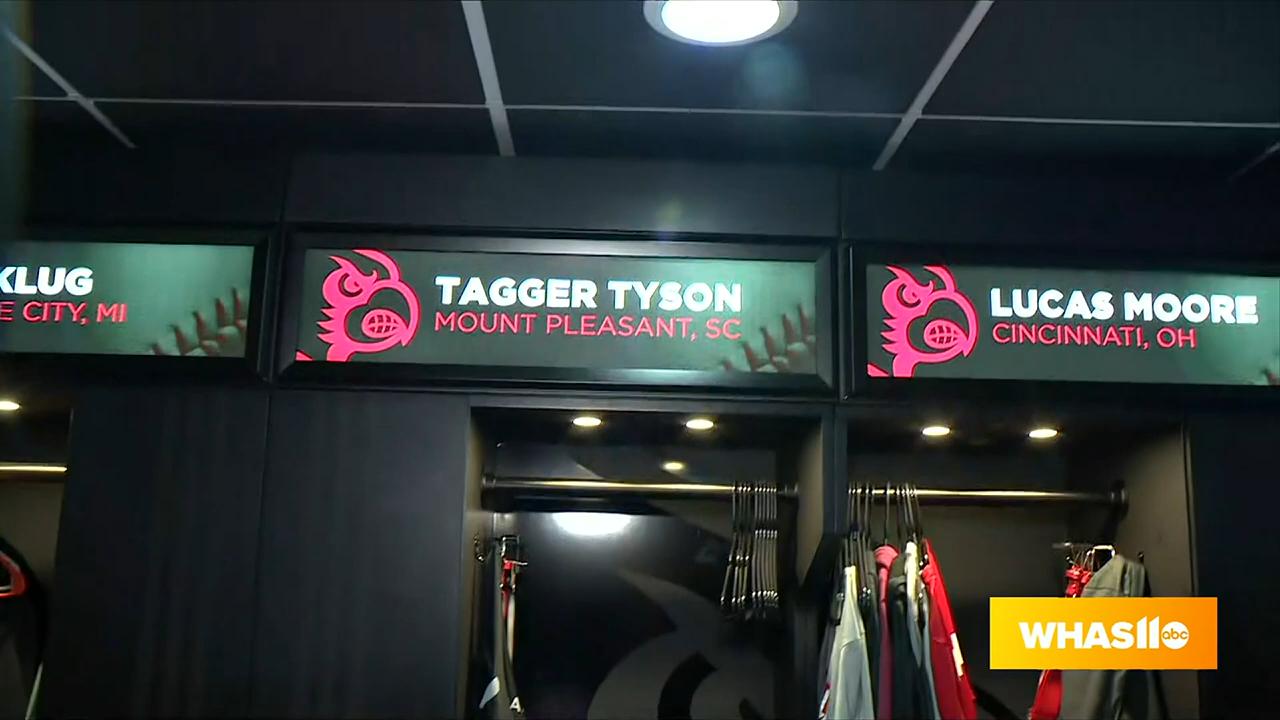 KLUG
E CITY, MI
TAGGER TYSON
MOUNT PLEASANT, SC
LUCAS MOORE
CINCINNATI, OH
WHAS11 abc